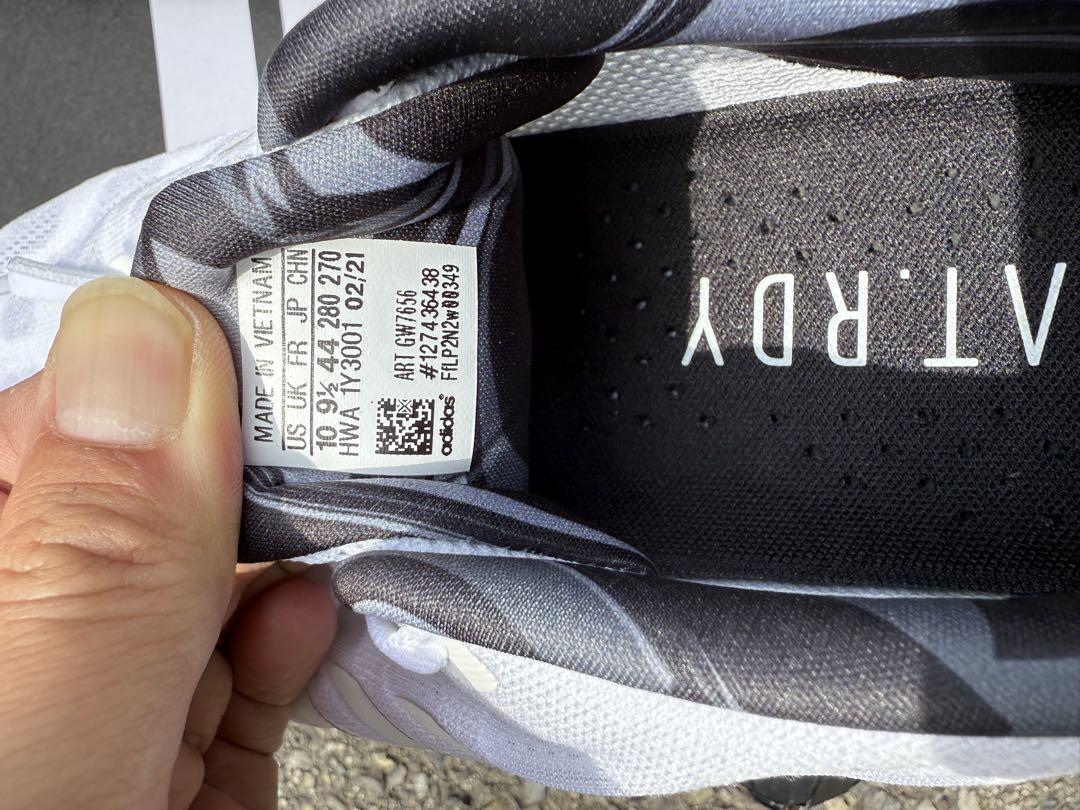 MADE IN VIETNAM
US UK FR JP CHN
10 9½ 44 280 270
HWA 1Y3001 02/21
ART GW7656
#127436438
F1LP2N2w00349
adidas®
AT.RDY